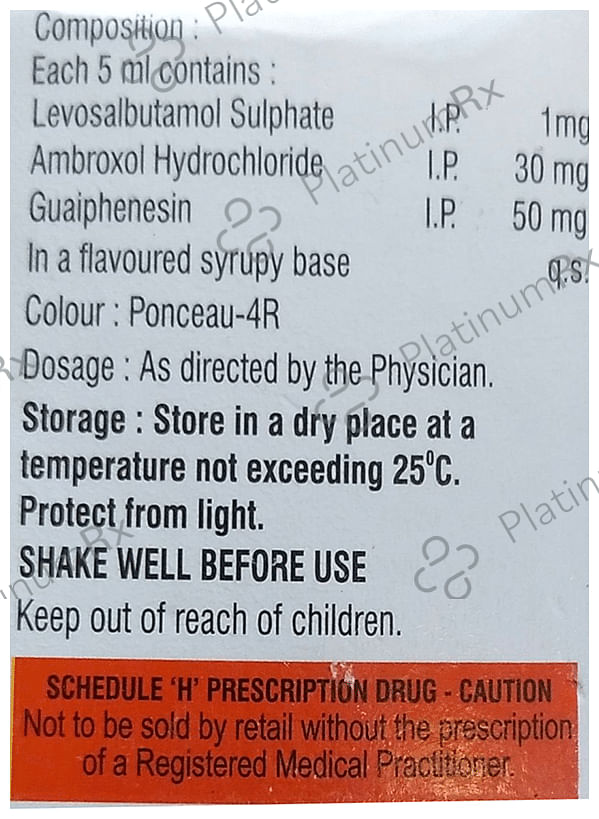 Composition :
Each 5 ml contains :
Levosalbutamol Sulphate I.P. 1mg
Ambroxol Hydrochloride I.P. 30 mg
Guaiphenesin I.P. 50 mg
In a flavoured syrupy base q.s.
Colour : Ponceau-4R
Dosage : As directed by the Physician.
Storage : Store in a dry place at a
temperature not exceeding 25⁰C.
Protect from light.
SHAKE WELL BEFORE USE
Keep out of reach of children.
SCHEDULE ‘H’ PRESCRIPTION DRUG - CAUTION
Not to be sold by retail without the prescription
of a Registered Medical Practitioner.
PlatinumRx
PlatinumRx